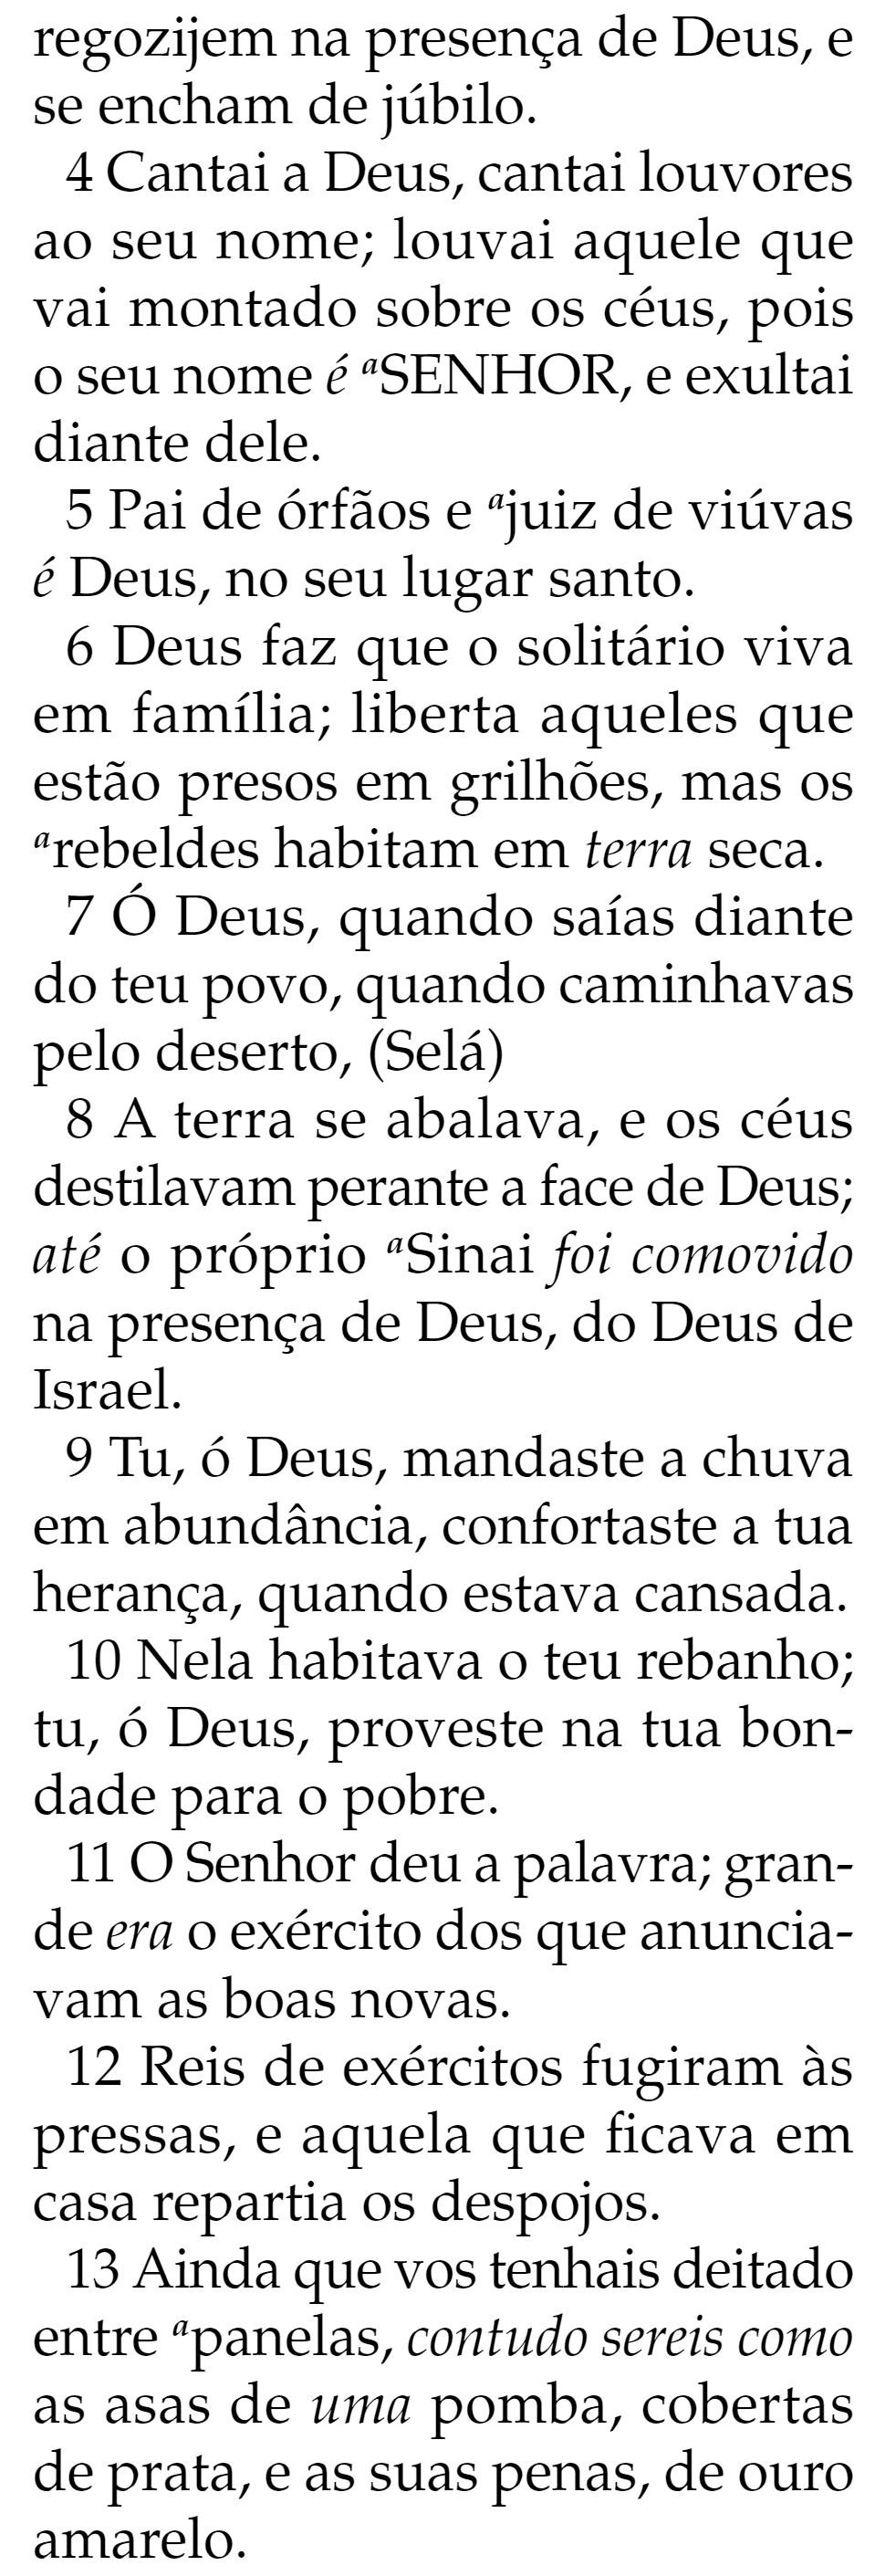 regozijem na presença de Deus, e
se encham de júbilo.
4 Cantai a Deus, cantai louvores
ao seu nome; louvai aquele que
vai montado sobre os céus, pois
o seu nome é ªSENHOR, e exultai
diante dele.
5 Pai de órfãos e ªjuiz de viúvas
é Deus, no seu lugar santo.
6 Deus faz que o solitário viva
em família; liberta aqueles que
estão presos em grilhões, mas os
ªrebeldes habitam em terra seca.
7 Ó Deus, quando saías diante
do teu povo, quando caminhavas
pelo deserto, (Selá)
8 A terra se abalava, e os céus
destilavam perante a face de Deus;
até o próprio ªSinai foi comovido
na presença de Deus, do Deus de
Israel.
9 Tu, ó Deus, mandaste a chuva
em abundância, confortaste a tua
herança, quando estava cansada.
10 Nela habitava o teu rebanho;
tu, ó Deus, proveste na tua bon-
dade para o pobre.
11 O Senhor deu a palavra; gran-
de era o exército dos que anuncia-
vam as boas novas.
12 Reis de exércitos fugiram às
pressas, e aquela que ficava em
casa repartia os despojos.
13 Ainda que vos tenhais deitado
entre ªpanelas, contudo sereis como
as asas de uma pomba, cobertas
de prata, e as suas penas, de ouro
amarelo.